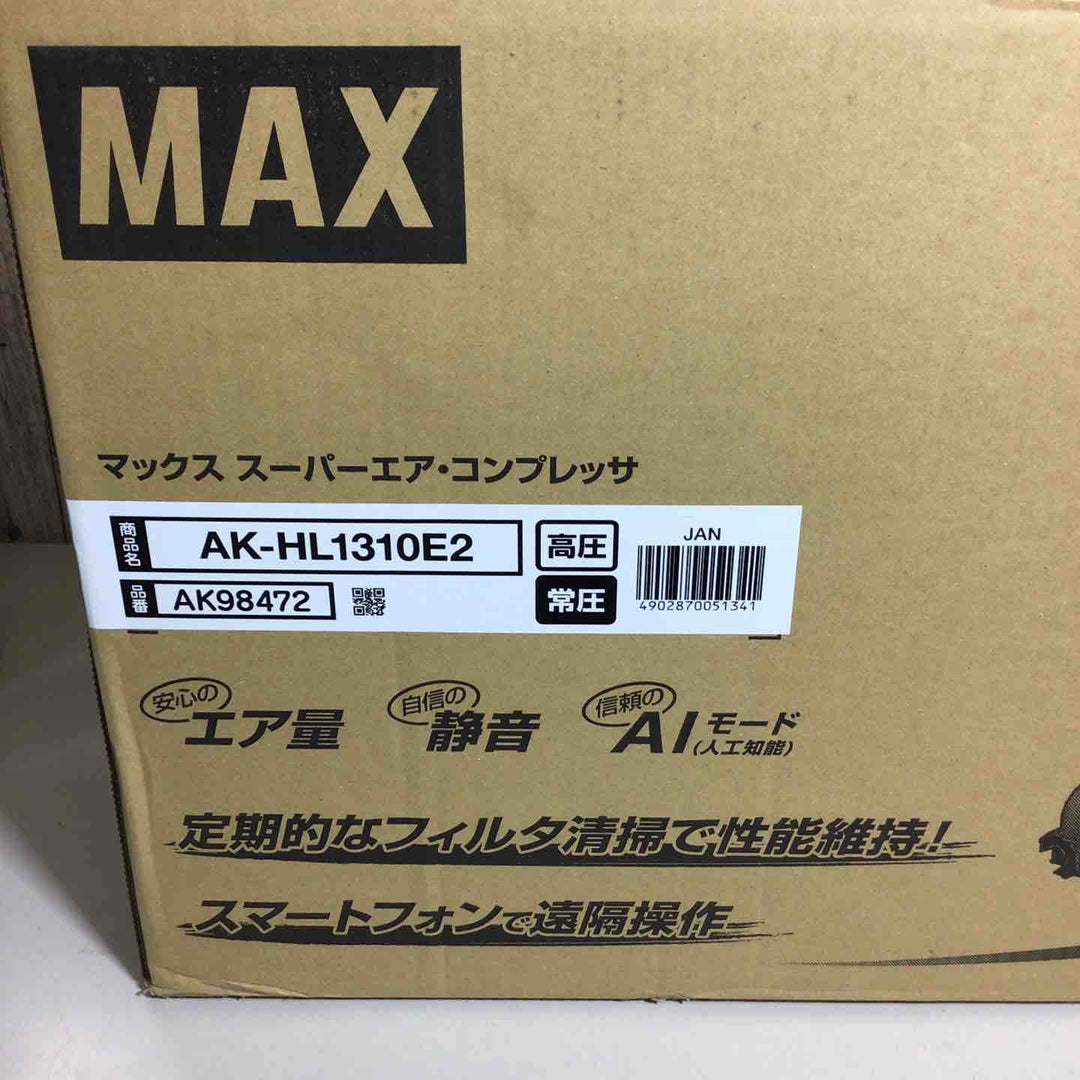 MAX
マックス スーパーエア・コンプレッサ
商品名 AK-HL1310E2 高圧 JAN
品番 AK98472 常圧 4902870051341
安心の エア量 自信の 静音 信頼の AIモード (人工知能)
定期的なフィルタ清掃で性能維持!
スマートフォンで遠隔操作